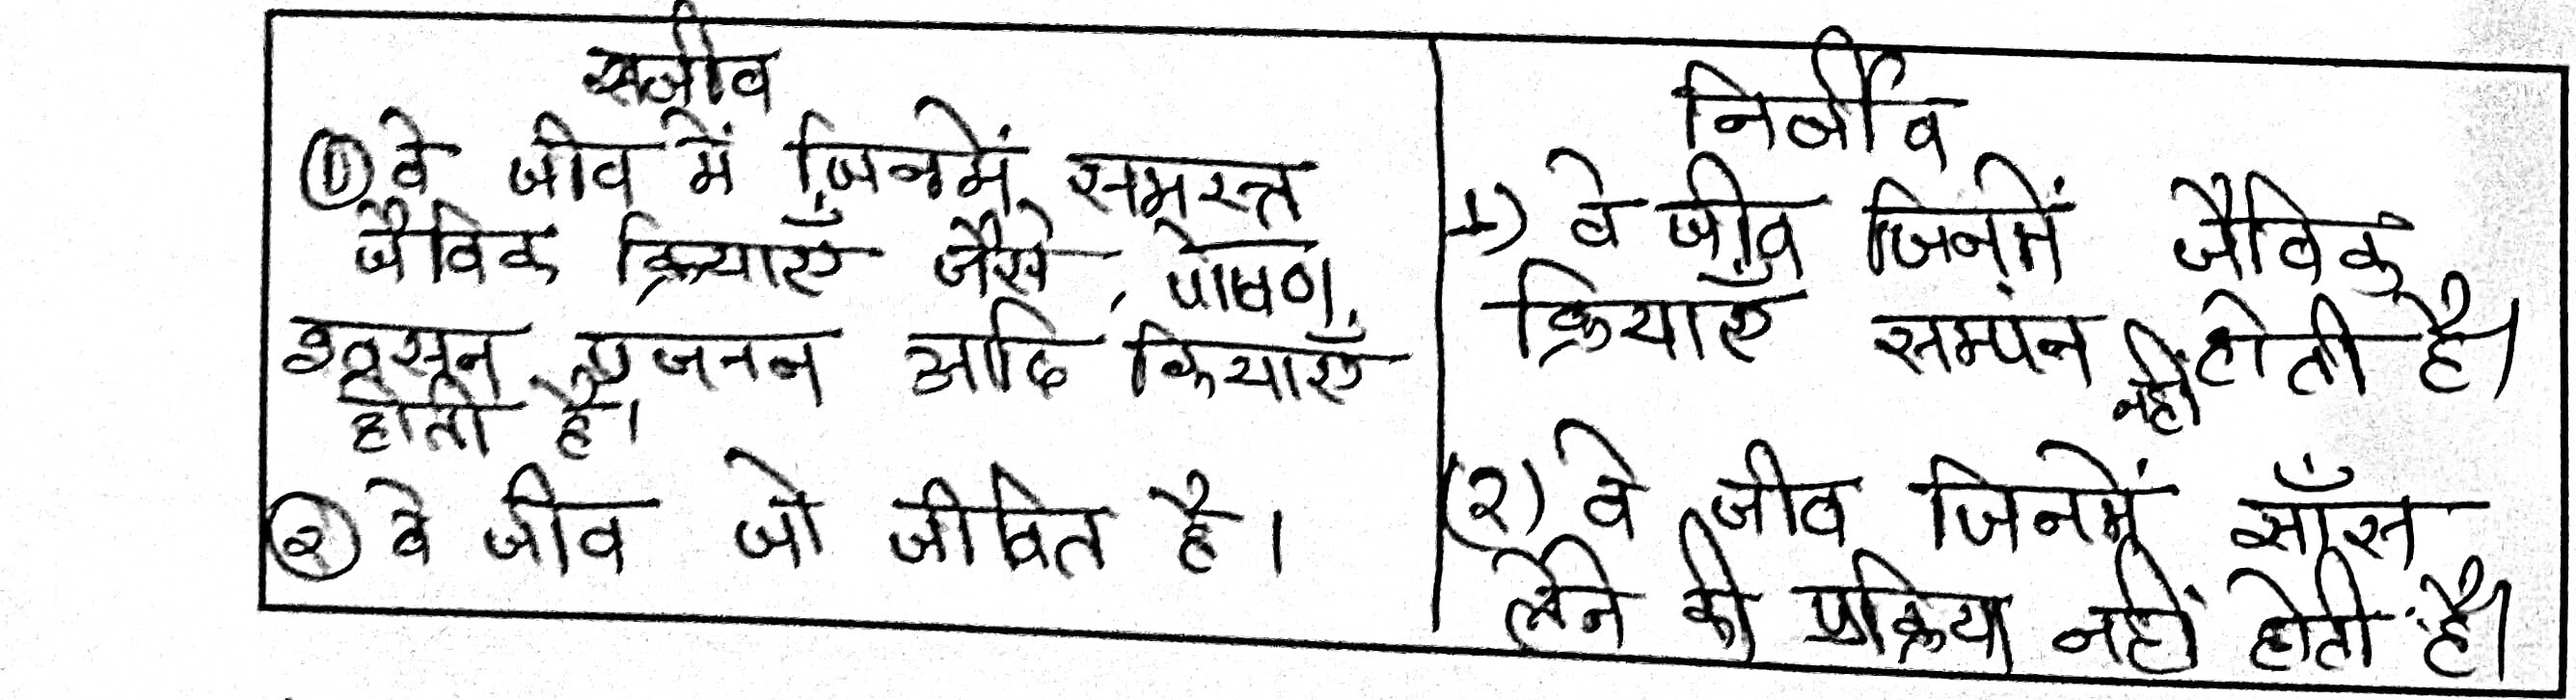 सजीव
① वे जीव में जिनमें समस्त
जैविक क्रियाएँ जैसे, पोषण,
श्वसन, प्रजनन आदि क्रियाएँ
होती है।
② वे जीव जो जीवित है।
निर्जीव
1) वे जीव जिनमें जैविक
क्रियाएँ सम्पन नहीं होती है।
(२) वे जीव जिनमें साँस
लेने की प्रक्रिया नहीं होती है।